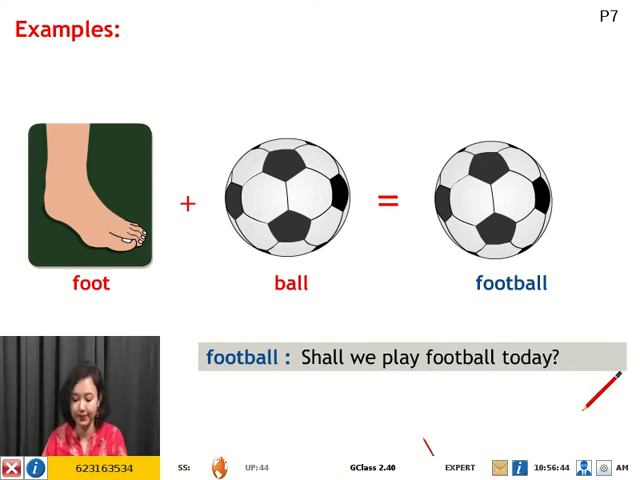 P7
Examples:
+ =
foot ball football
football : Shall we play football today?
623163534 SS: UP:44 GClass 2.40 EXPERT 10:56:44 AM